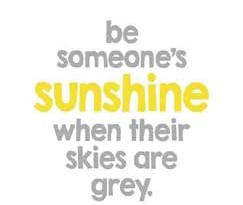 be
someone's
sunshine
when their
skies are
grey.